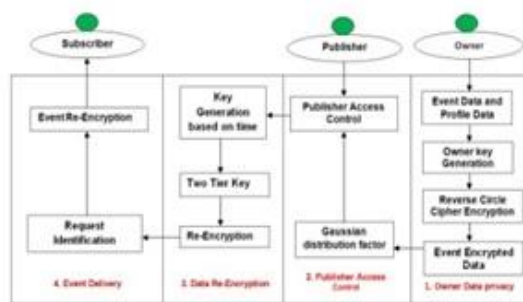 Subscriber
Publisher
Owner
Event Re-Encryption
Key
Generation
based on time
Publisher Access
Control
Event Data and
Profile Data
Owner key
Generation
Two Tier Key
Reverse Circle
Cipher Encryption
Request
Identification
Re-Encryption
Gaussian
distribution factor
Event Encrypted
Data
4. Event Delivery
3. Data Re-Encryption
2. Publisher Access
Control
1. Owner Data privacy